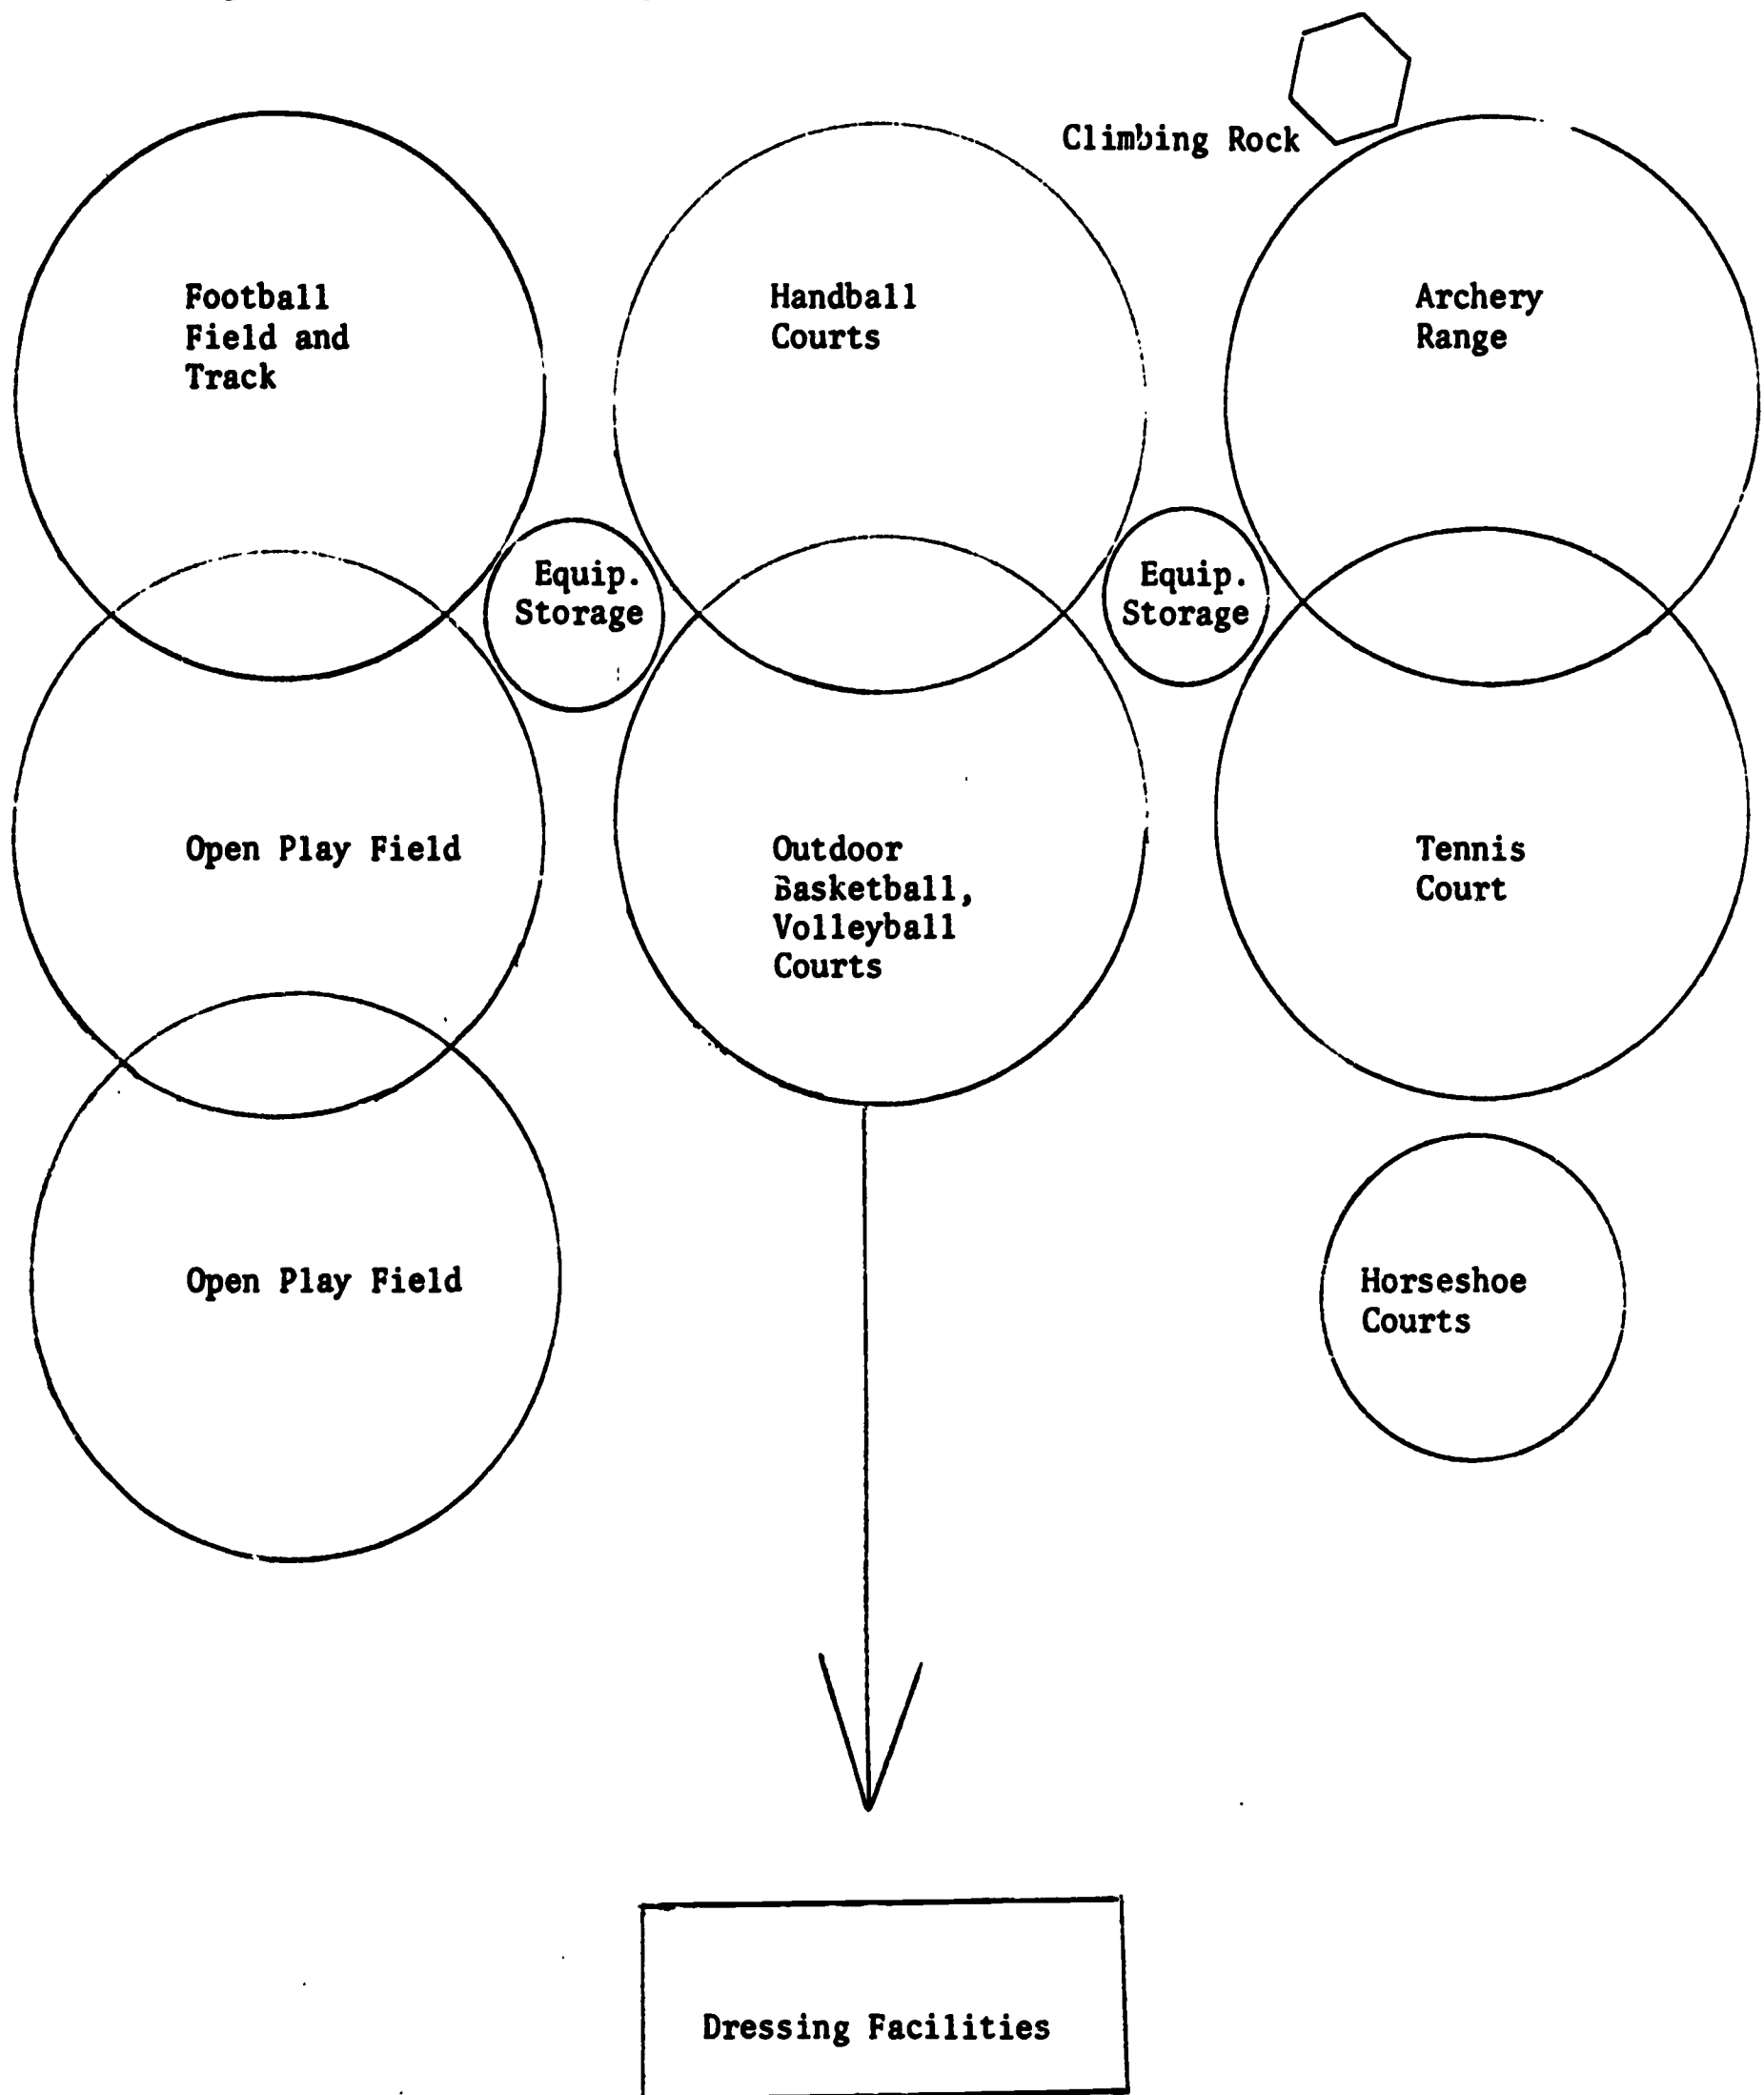 Climbing Rock
Football
Field and
Track
Handball
Courts
Archery
Range
Equip.
Storage
Equip.
Storage
Open Play Field
Outdoor
Basketball,
Volleyball
Courts
Tennis
Court
Open Play Field
Horseshoe
Courts
Dressing Facilities